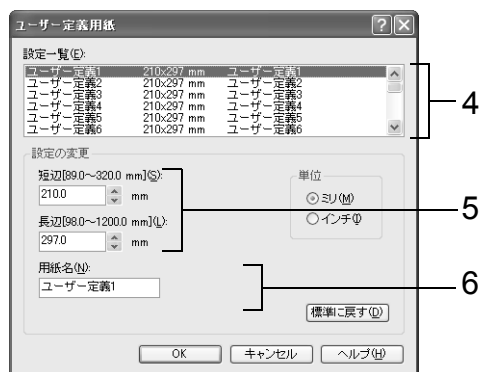 ユーザー定義用紙
設定一覧(E):
ユーザー定義1 210x297 mm ユーザー定義1
ユーザー定義2 210x297 mm ユーザー定義2
ユーザー定義3 210x297 mm ユーザー定義3
ユーザー定義4 210x297 mm ユーザー定義4
ユーザー定義5 210x297 mm ユーザー定義5
ユーザー定義6 210x297 mm ユーザー定義6
4
設定の変更
短辺[89.0～320.0 mm](S):
210.0 mm
単位
ミリ(M)
インチ(I)
5
長辺[98.0～1200.0 mm](L):
297.0 mm
用紙名(N):
ユーザー定義1
6
標準に戻す(D)
OK キャンセル ヘルプ(H)